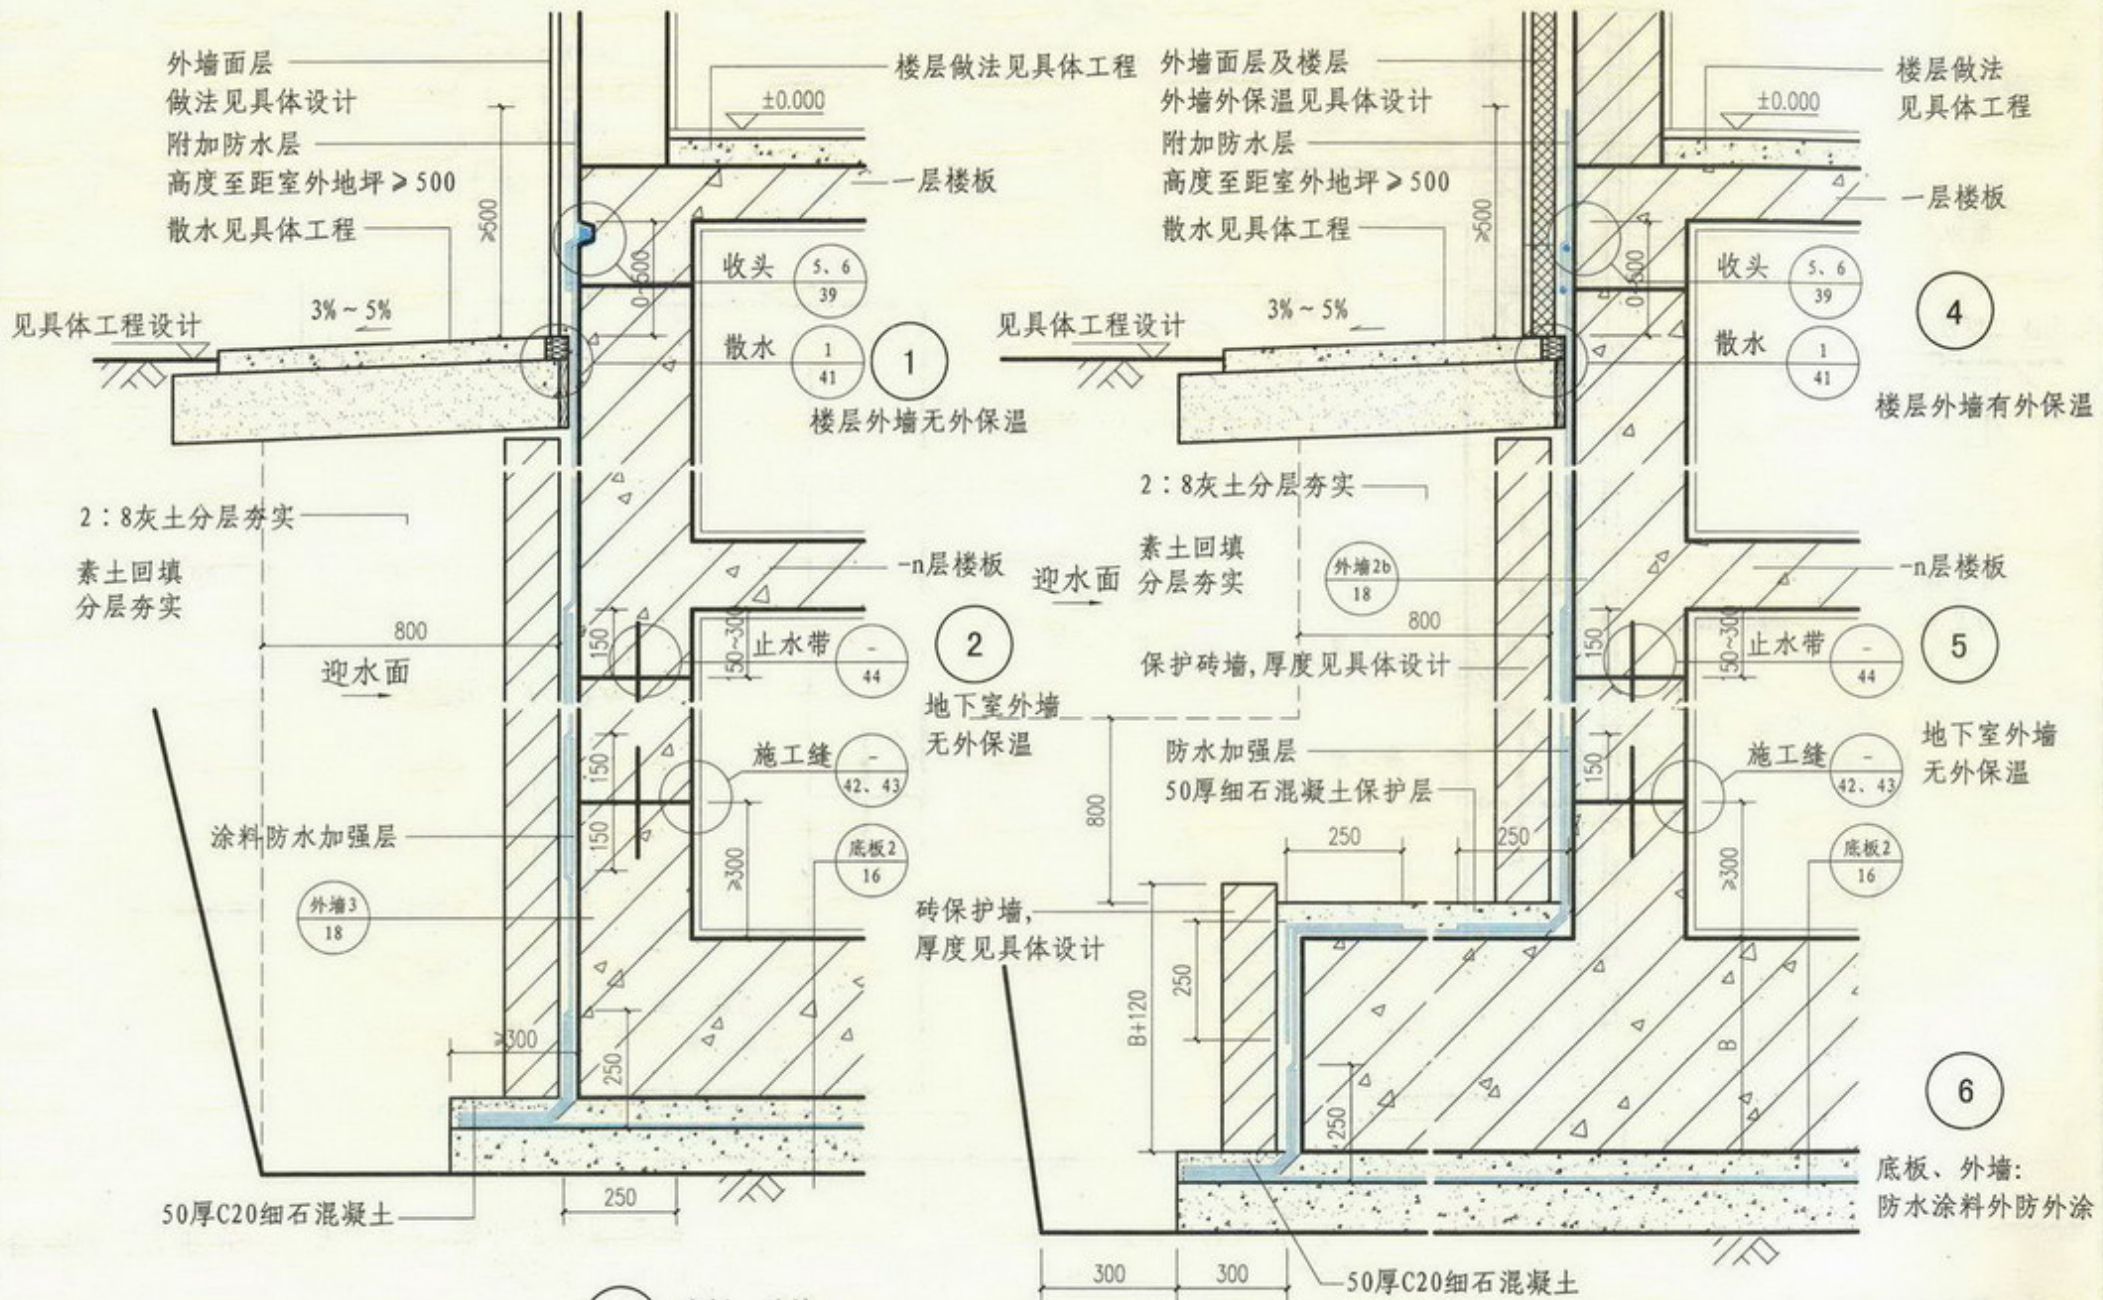 外墙面层
做法见具体设计
附加防水层
高度至距室外地坪≥500
散水见具体工程
见具体工程设计
3%~5%
≥500
楼层做法见具体工程
±0.000
一层楼板
0~500
收头
5、6
39
散水
1
41
1
楼层外墙无外保温
2:8灰土分层夯实
素土回填
分层夯实
800
迎水面
-n层楼板
150
150~300
止水带
-
44
2
地下室外墙
无外保温
150
150
施工缝
-
42、43
≥300
底板2
16
涂料防水加强层
外墙3
18
≥300
250
50厚C20细石混凝土
250
外墙面层及楼层
外墙外保温见具体设计
附加防水层
高度至距室外地坪≥500
散水见具体工程
见具体工程设计
3%~5%
≥500
楼层做法
见具体工程
±0.000
一层楼板
0~500
收头
5、6
39
散水
1
41
4
楼层外墙有外保温
2:8灰土分层夯实
素土回填
分层夯实
迎水面
外墙2b
18
800
保护砖墙,厚度见具体设计
-n层楼板
150
150~300
止水带
-
44
5
地下室外墙
无外保温
防水加强层
50厚细石混凝土保护层
800
250
250
150
施工缝
-
42、43
≥300
底板2
16
砖保护墙,
厚度见具体设计
B+120
250
250
B
6
底板、外墙:
防水涂料外防外涂
300
300
50厚C20细石混凝土